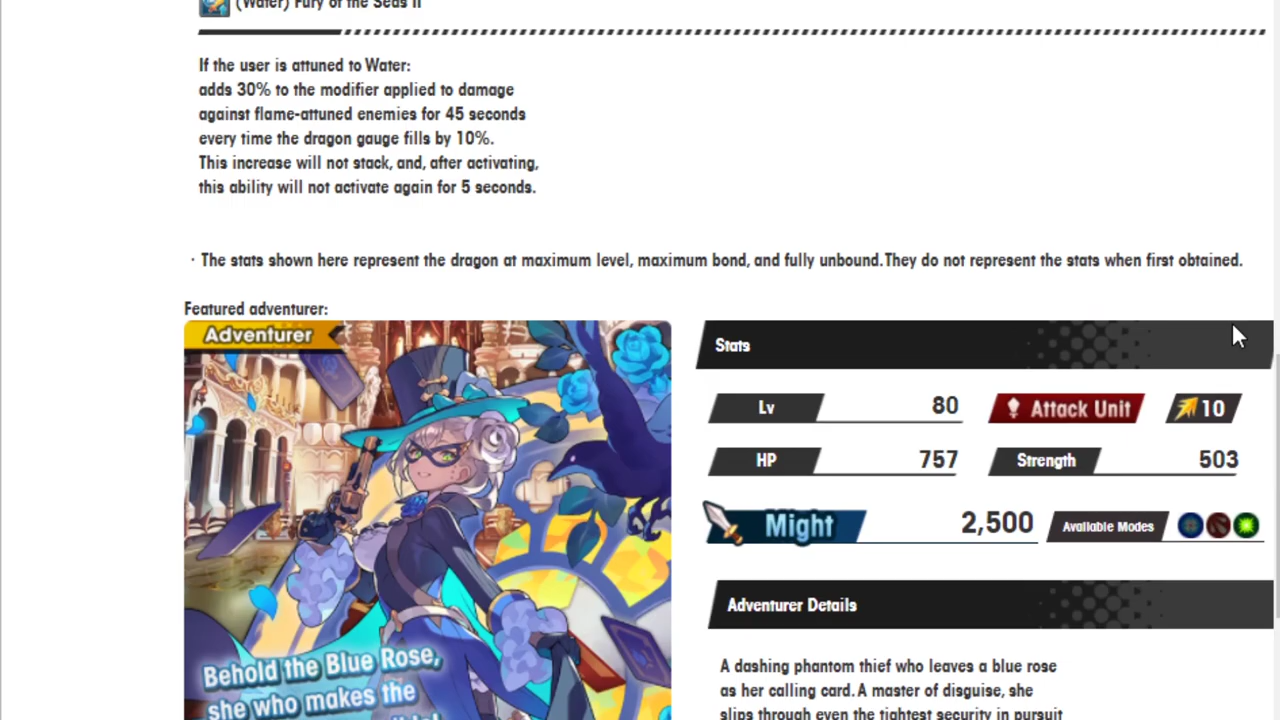 (Water) Fury of the Seas II
If the user is attuned to Water:
adds 30% to the modifier applied to damage
against flame-attuned enemies for 45 seconds
every time the dragon gauge fills by 10%.
This increase will not stack, and, after activating,
this ability will not activate again for 5 seconds.
· The stats shown here represent the dragon at maximum level, maximum bond, and fully unbound.They do not represent the stats when first obtained.
Featured adventurer:
Adventurer
Behold the Blue Rose,
she who makes the
Stats
Lv 80 Attack Unit 10
HP 757 Strength 503
Might 2,500 Available Modes
Adventurer Details
A dashing phantom thief who leaves a blue rose
as her calling card.A master of disguise, she
slips through even the tightest security in pursuit